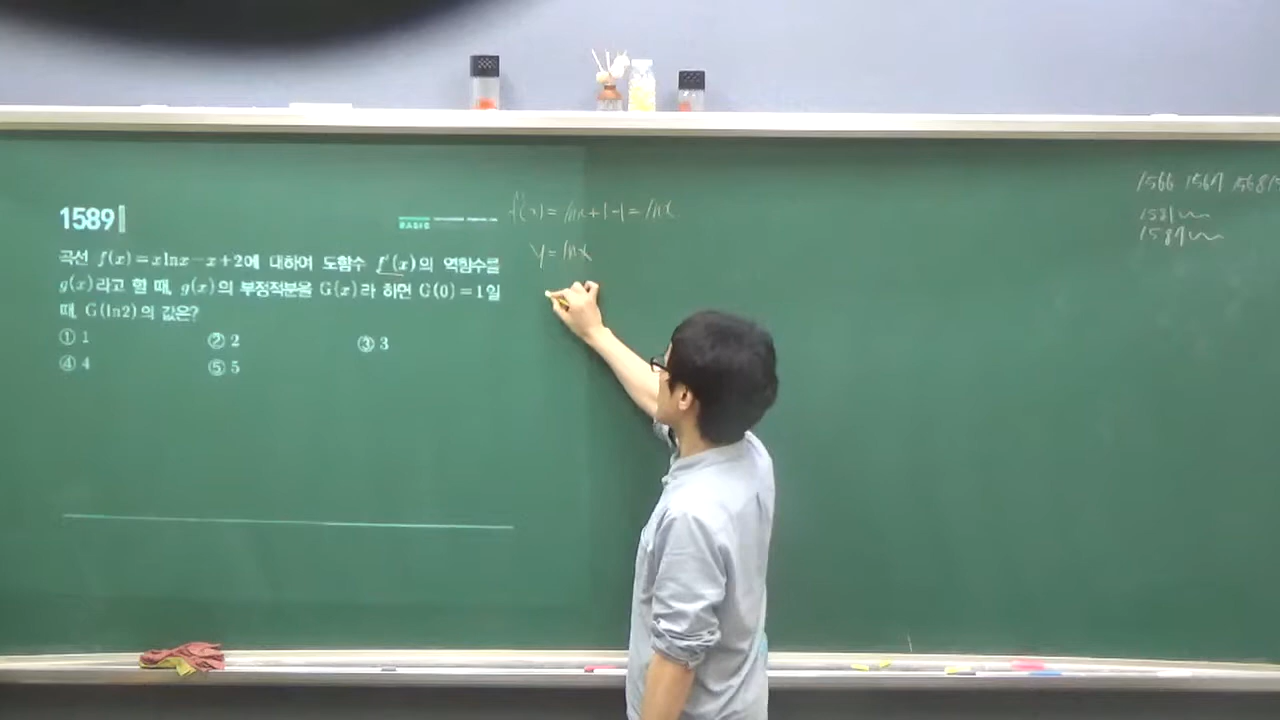 1589
BASIC
곡선 f(x)=xlnx-x+2에 대하여 도함수 f'(x)의 역함수를
g(x)라고 할 때, g(x)의 부정적분을 G(x)라 하면 G(0)=1일
때, G(ln2)의 값은?
① 1 ② 2 ③ 3
④ 4 ⑤ 5
f'(x)=lnx+1-1=lnx
y=lnx
1566 1567 1568
1581
1589